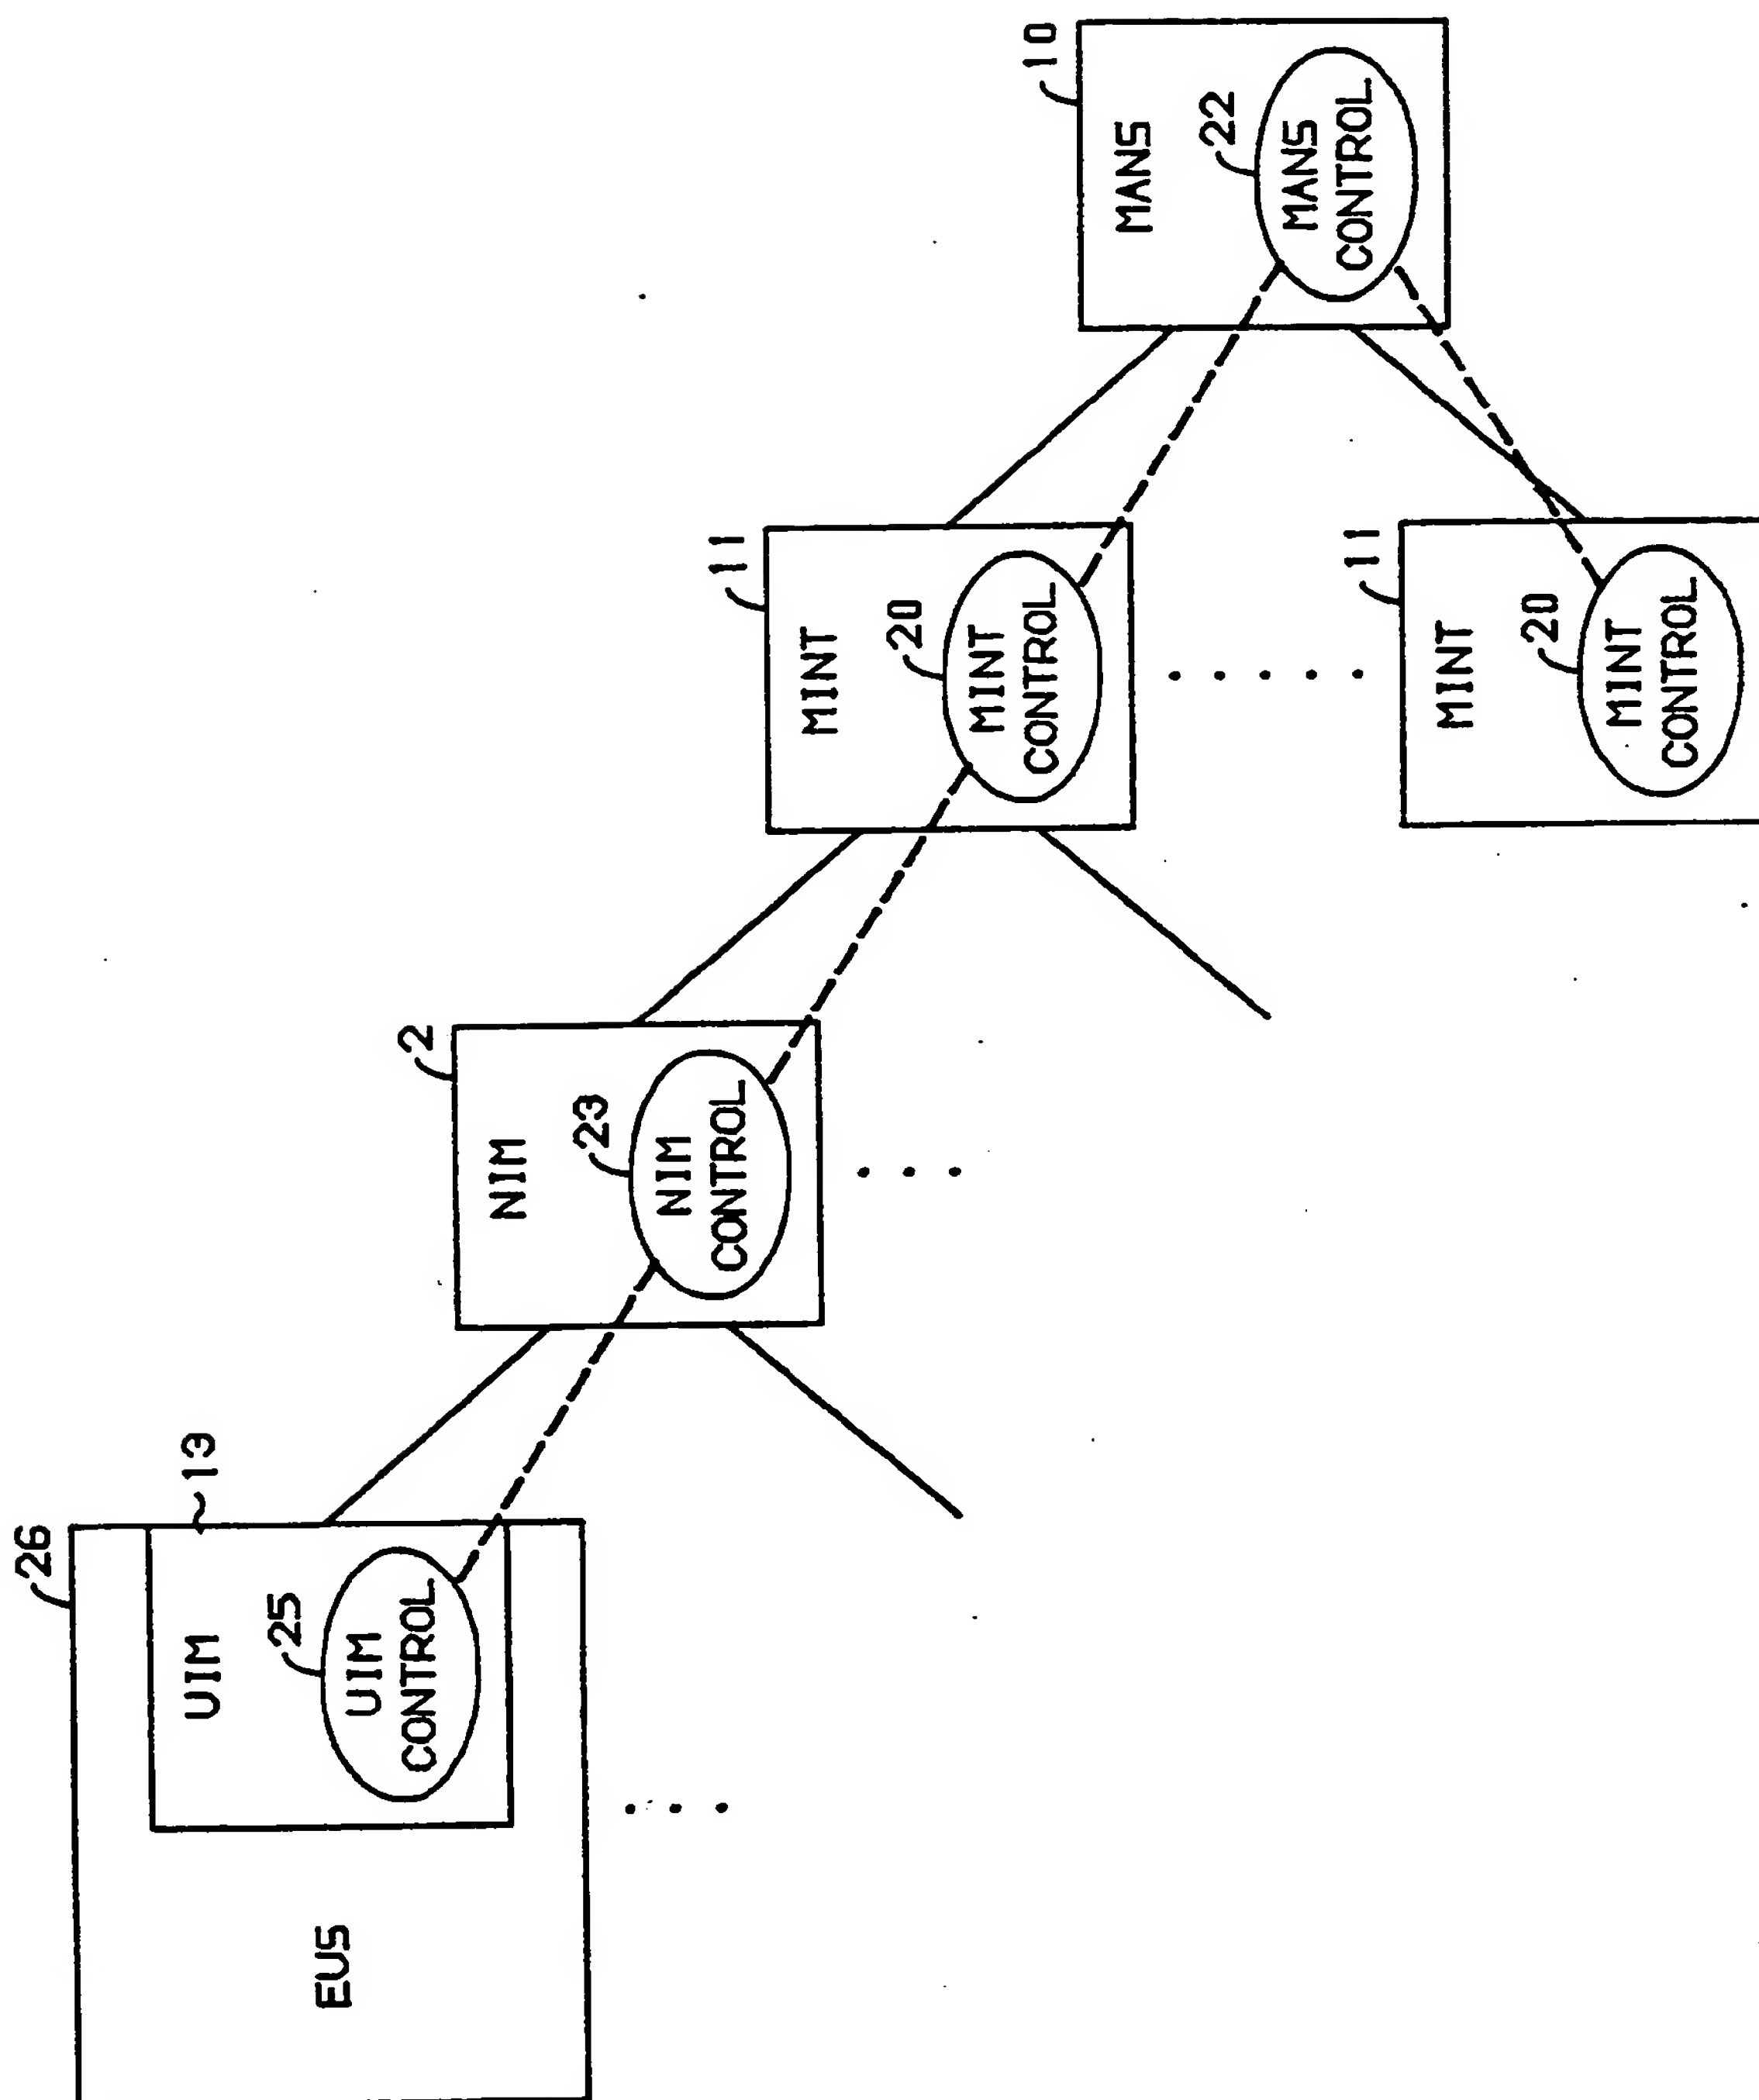 26
13
UIM
25
UIM
CONTROL
EUS
2
NIM
23
NIM
CONTROL
11
MINT
20
MINT
CONTROL
10
MANS
22
MANS
CONTROL
11
MINT
20
MINT
CONTROL